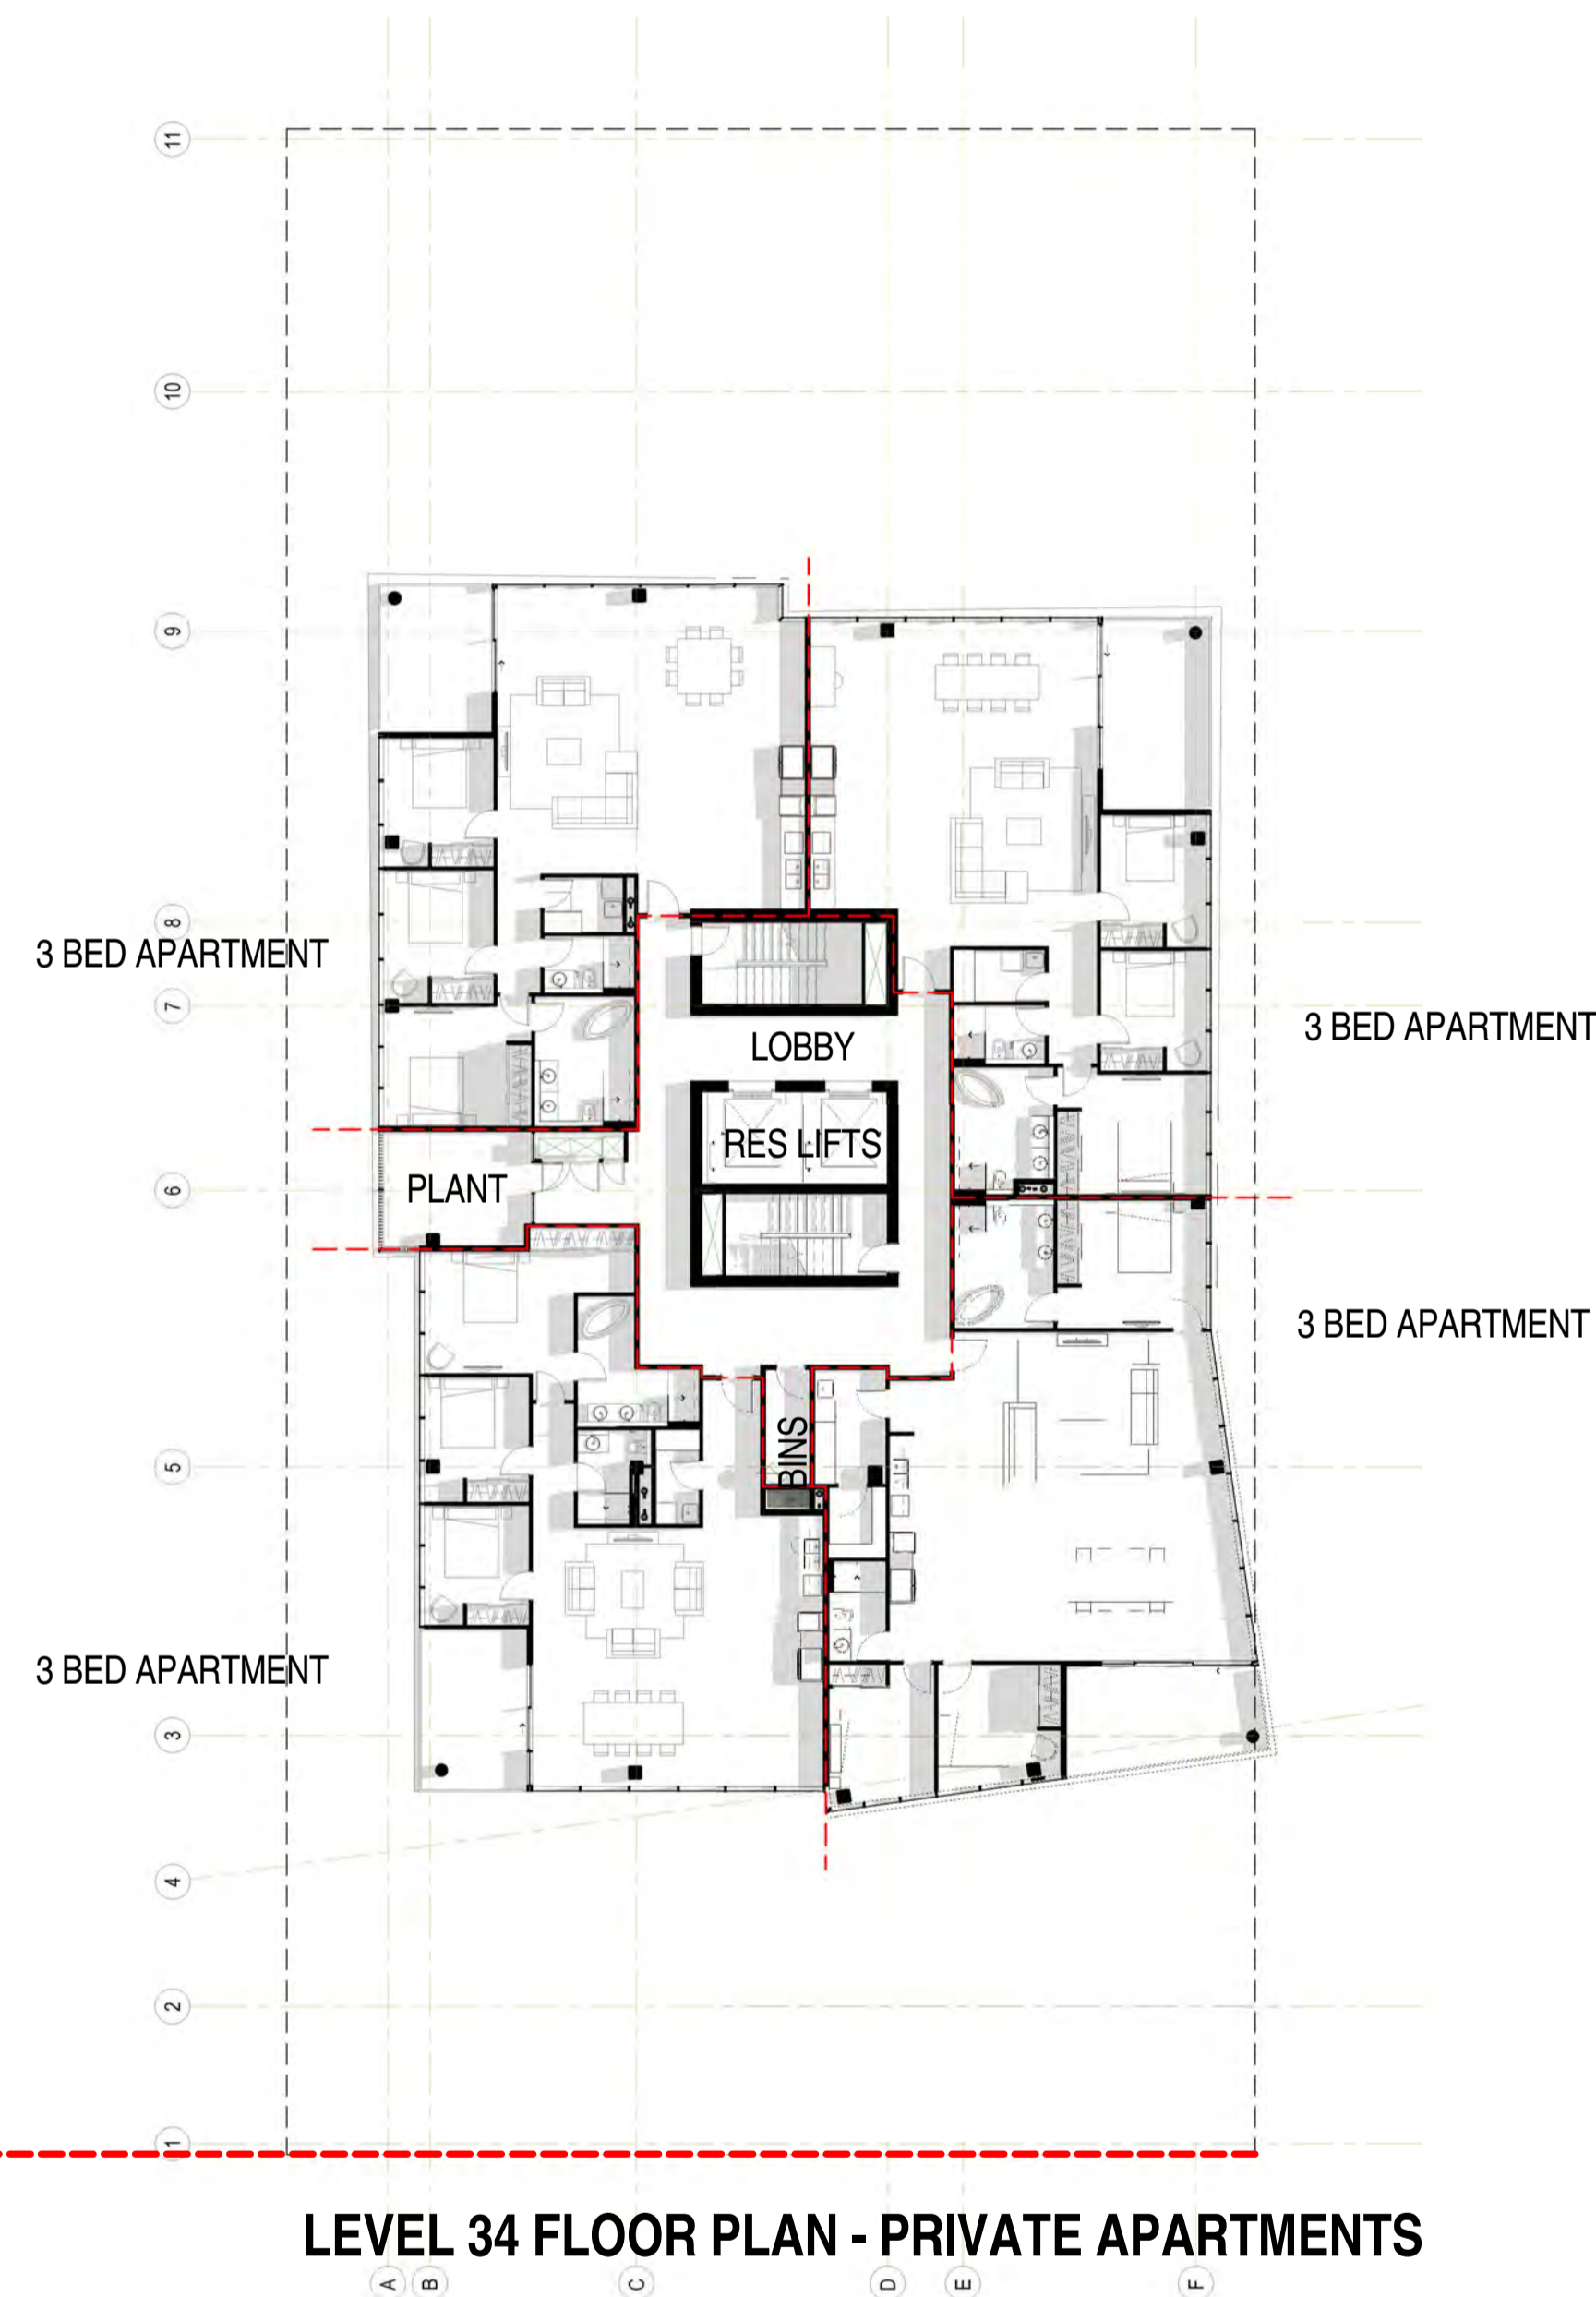 11
10
9
8
3 BED APARTMENT
7
3 BED APARTMENT
LOBBY
RES LIFTS
PLANT
6
3 BED APARTMENT
BINS
5
3 BED APARTMENT
3
4
2
1
LEVEL 34 FLOOR PLAN - PRIVATE APARTMENTS
A B C D E F